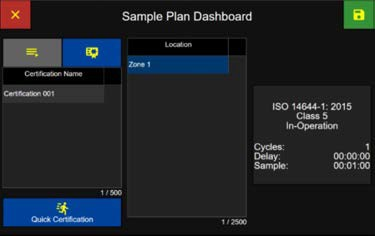 Sample Plan Dashboard
Certification Name
Certification 001
1 / 500
Quick Certification
Location
Zone 1
1 / 2500
ISO 14644-1: 2015
Class 5
In-Operation
Cycles: 1
Delay: 00:00:00
Sample: 00:01:00